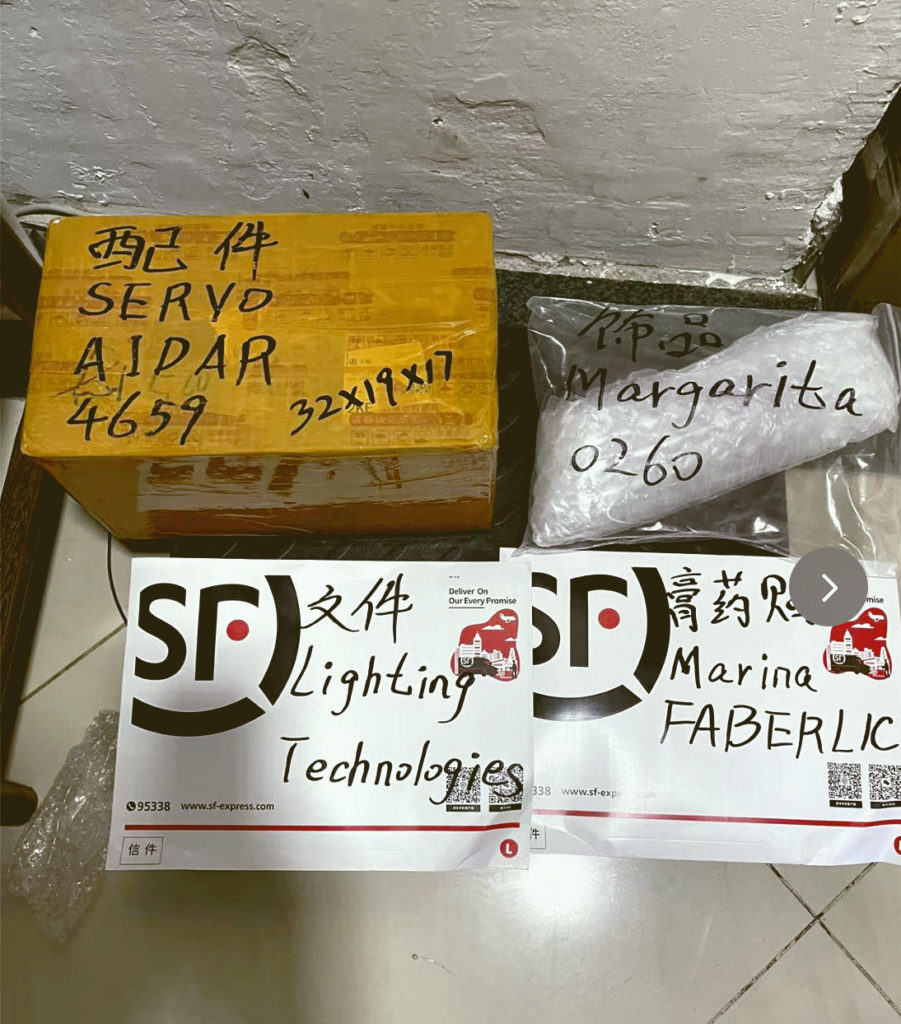 配件
SERVO
AIDAR
4659
32x19x17
饰品
Margarita
0260
SF
文件
Deliver On
Our Every Promise
Lighting
Technologies
95338 www.sf-express.com
信件
L
SF
膏药贴
Promise
Marina
FABERLIC
338 www.sf-express.com
件